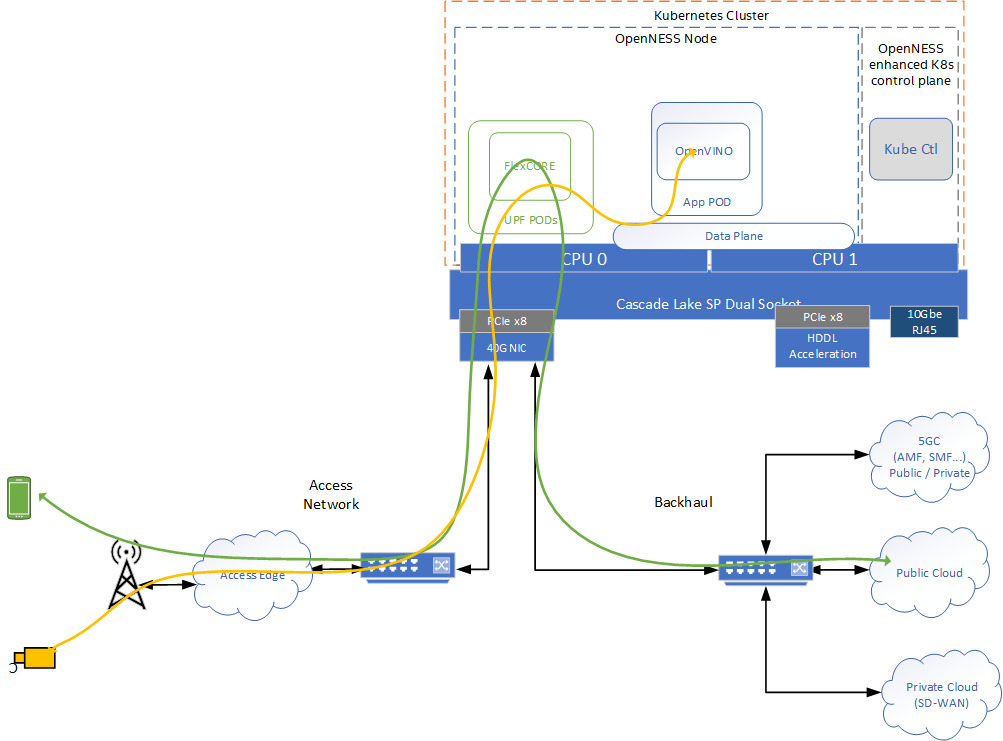 Kubernetes Cluster
OpenNESS Node
OpenNESS
enhanced K8s
control plane
FlexCORE
UPF PODs
OpenVINO
App POD
Kube Ctl
Data Plane
CPU 0
CPU 1
Cascade Lake SP Dual Socket
PCIe x8
40G NIC
PCIe x8
HDDL
Acceleration
10Gbe
RJ45
Access
Network
Backhaul
5GC
(AMF, SMF...)
Public / Private
Access Edge
Public Cloud
Private Cloud
(SD-WAN)